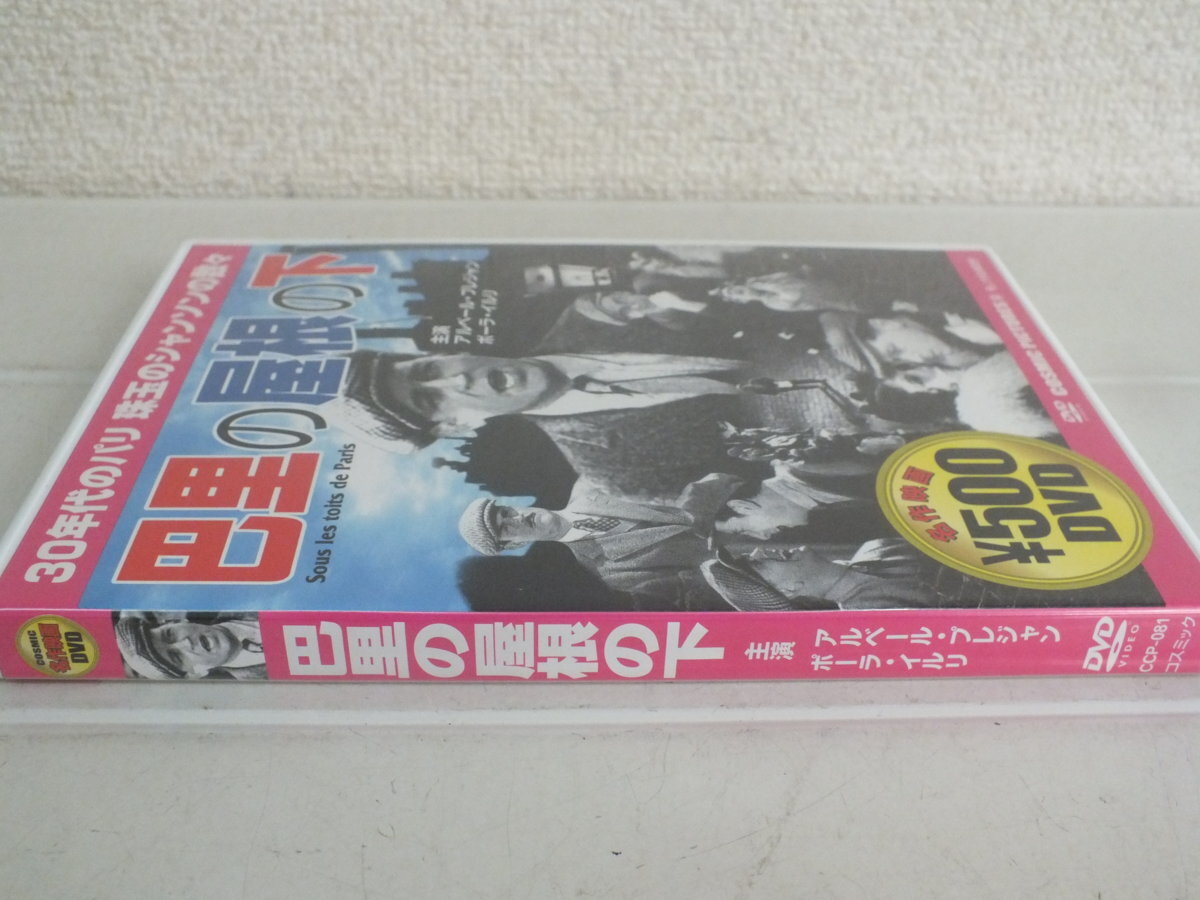 30年代のパリ 珠玉のシャンソンの数々
巴里の屋根の下
Sous les toits de Paris
主演
アルベール・プレジャン
ポーラ・イルリ
名作映画
¥500
DVD
COSMIC PICTURES
COSMIC
名作映画
DVD
巴里の屋根の下
主演
アルベール・プレジャン
ポーラ・イルリ
DVD
VIDEO
CCP-081
コスミック